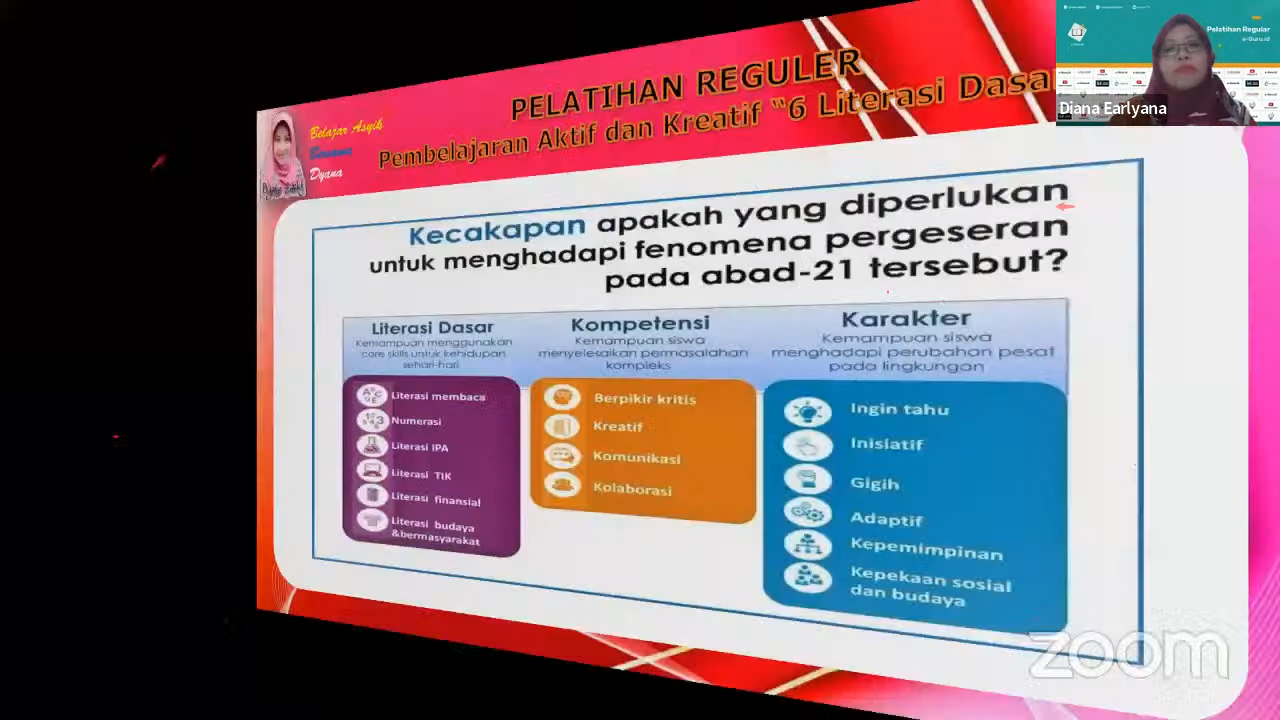 PELATIHAN REGULER
Pembelajaran Aktif dan Kreatif "6 Literasi Dasa
Belajar Asyik
Bersama
Dyana
Kecakapan apakah yang diperlukan
untuk menghadapi fenomena pergeseran
pada abad-21 tersebut?
Literasi Dasar
Kemampuan menggunakan
core skills untuk kehidupan
sehari-hari
Literasi membaca
Numerasi
Literasi IPA
Literasi TIK
Literasi finansial
Literasi budaya
&bermasyarakat
Kompetensi
Kemampuan siswa
menyelesaikan permasalahan
kompleks
Berpikir kritis
Kreatif
Komunikasi
Kolaborasi
Karakter
Kemampuan siswa
menghadapi perubahan pesat
pada lingkungan
Ingin tahu
Inisiatif
Gigih
Adaptif
Kepemimpinan
Kepekaan sosial
dan budaya
Pelatihan Regular
e-Guru.id
Diana Earlyana
zoom